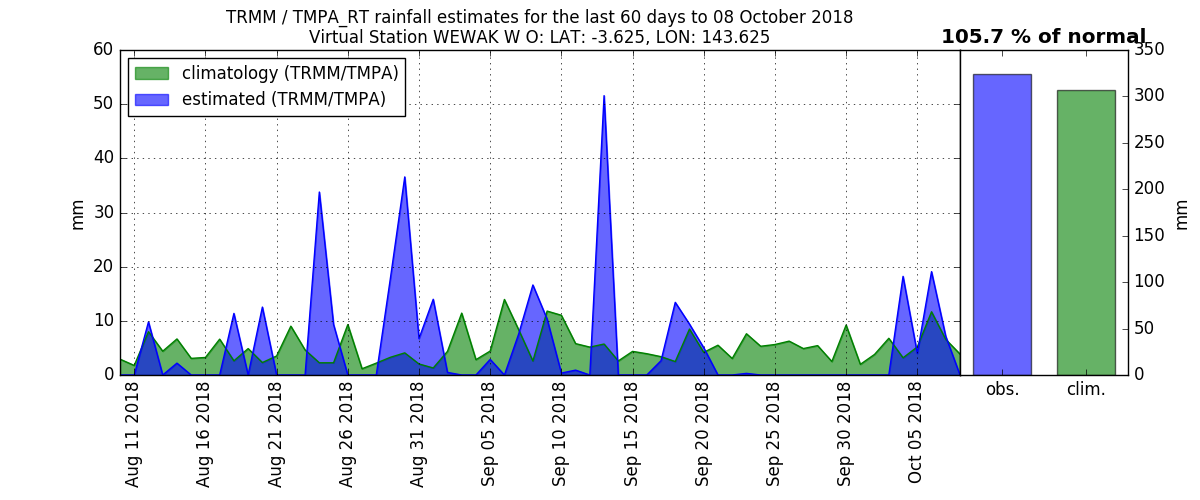 TRMM / TMPA_RT rainfall estimates for the last 60 days to 08 October 2018
Virtual Station WEWAK W O: LAT: -3.625, LON: 143.625
105.7 % of normal
climatology (TRMM/TMPA)
estimated (TRMM/TMPA)
mm
60
50
40
30
20
10
0
Aug 11 2018
Aug 16 2018
Aug 21 2018
Aug 26 2018
Aug 31 2018
Sep 05 2018
Sep 10 2018
Sep 15 2018
Sep 20 2018
Sep 25 2018
Sep 30 2018
Oct 05 2018
obs.
clim.
350
300
250
200
150
100
50
0
mm